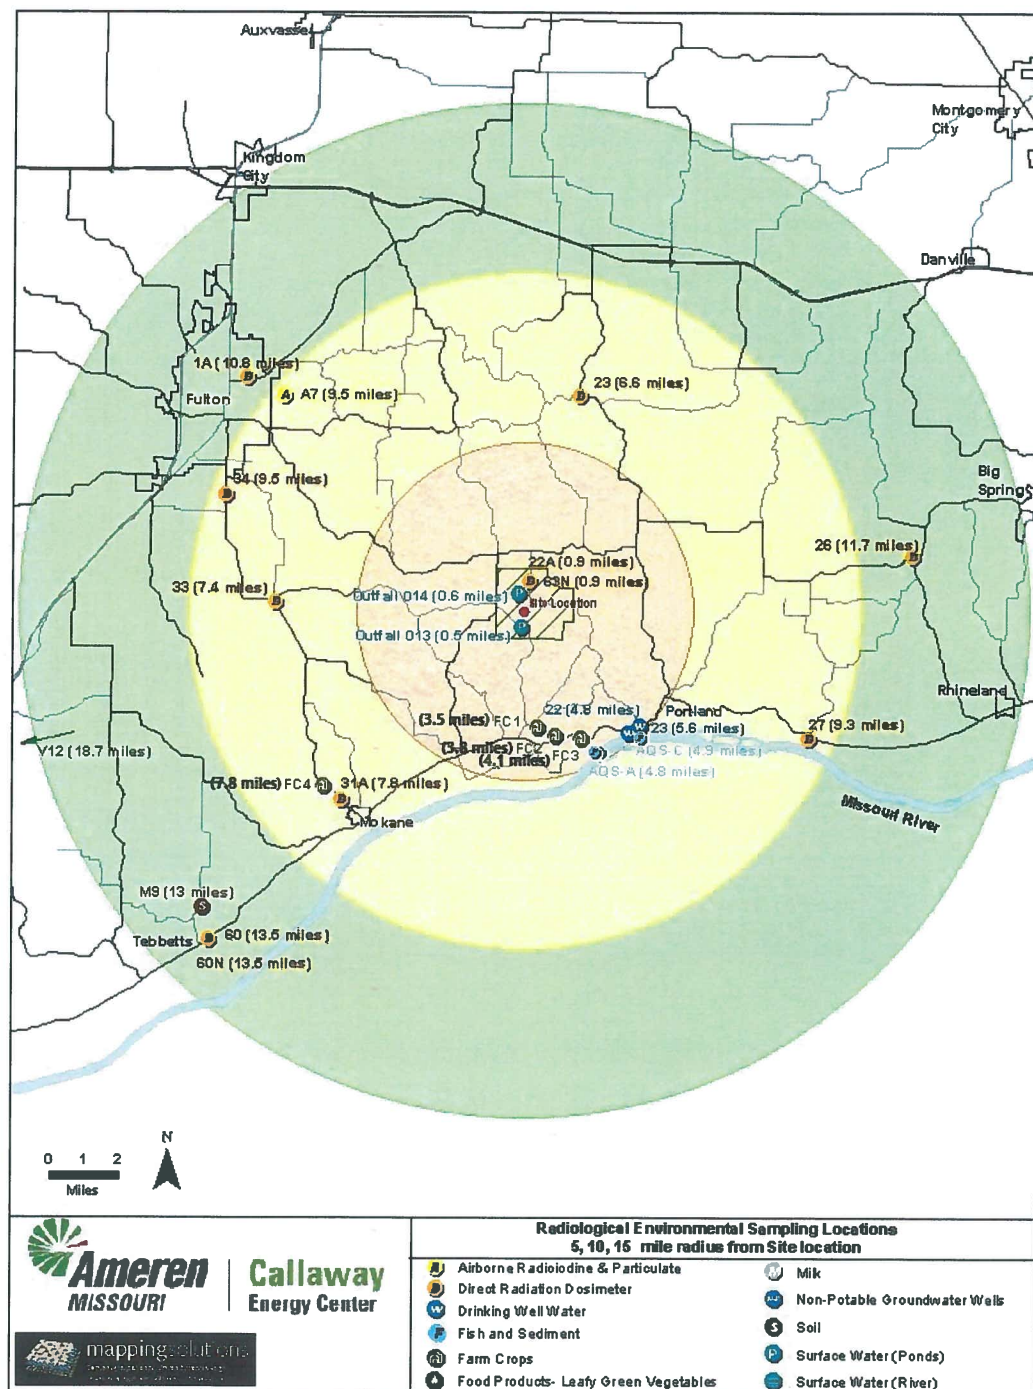 Auxvasse
Montgomery
City
Kingdom
City
Danville
1A (10.8 miles)
A
A7 (9.5 miles)
23 (6.6 miles)
Fulton
Big
Springs
34 (9.5 miles)
26 (11.7 miles)
22A (0.9 miles)
63N (0.9 miles)
33 (7.4 miles)
Outfall 014 (0.6 miles)
P
Site Location
Outfall 013 (0.5 miles)
P
Rhineland
22 (4.8 miles)
Portland
(3.5 miles) FC1
W
W
23 (5.6 miles)
27 (9.3 miles)
V12 (18.7 miles)
(3.8 miles) FC2
FC3
AQS-C (4.9 miles)
(4.1 miles)
AQS-A (4.8 miles)
(7.8 miles) FC4
31A (7.8 miles)
Missouri River
Mokane
M9 (13 miles)
S
Tebbetts
60 (13.5 miles)
60N (13.5 miles)
N
0 1 2
Miles
Ameren
MISSOURI
Callaway
Energy Center
mappingsolutions
Radiological Environmental Sampling Locations
5, 10, 15 mile radius from Site location
Airborne Radioiodine & Particulate
Direct Radiation Dosimeter
W Drinking Well Water
F Fish and Sediment
Farm Crops
Food Products- Leafy Green Vegetables
Milk
Non-Potable Groundwater Wells
S Soil
P Surface Water (Ponds)
Surface Water (River)